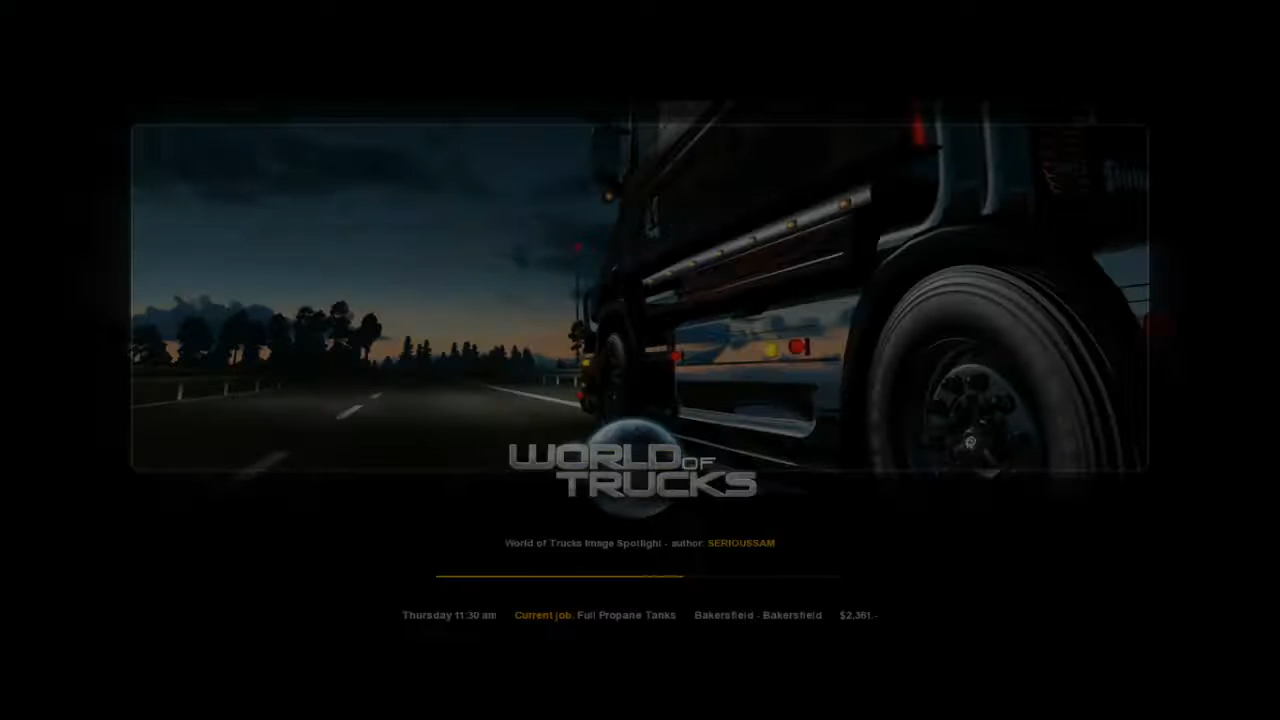 WORLD OF
TRUCKS
World of Trucks Image Spotlight - author: SERIOUSSAM
Thursday 11:30 am Current job: Full Propane Tanks Bakersfield - Bakersfield $2,361.-